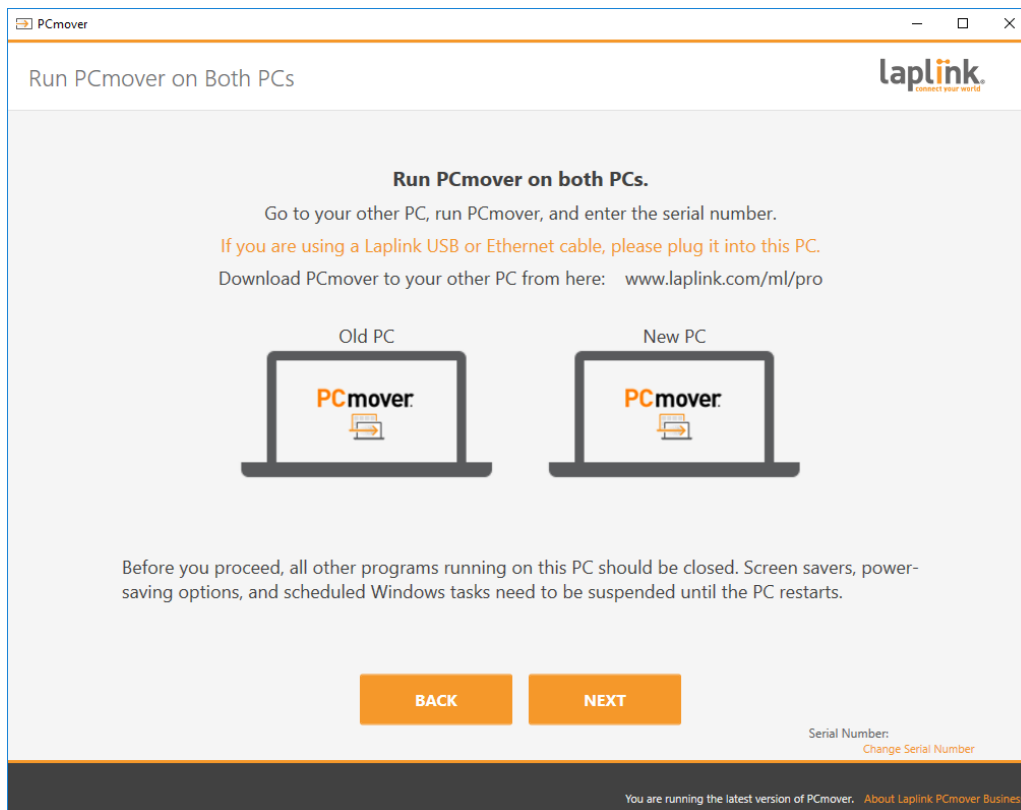 PCmover
Run PCmover on Both PCs
laplink.
connect your world
Run PCmover on both PCs.
Go to your other PC, run PCmover, and enter the serial number.
If you are using a Laplink USB or Ethernet cable, please plug it into this PC.
Download PCmover to your other PC from here: www.laplink.com/ml/pro
Old PC
New PC
PCmover
PCmover
Before you proceed, all other programs running on this PC should be closed. Screen savers, power-
saving options, and scheduled Windows tasks need to be suspended until the PC restarts.
BACK
NEXT
Serial Number:
Change Serial Number
You are running the latest version of PCmover. About Laplink PCmover Busines